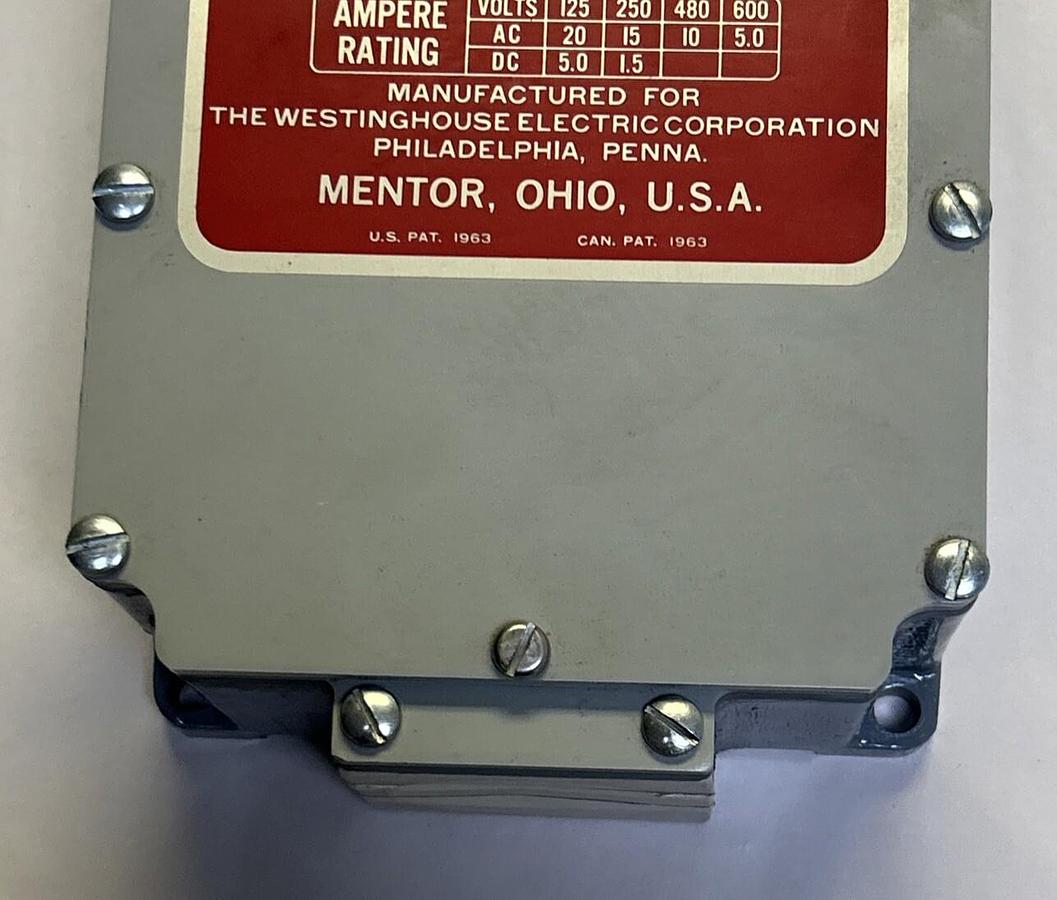 AMPERE RATING
VOLTS 125 250 480 600
AC 20 15 10 5.0
DC 5.0 1.5
MANUFACTURED FOR
THE WESTINGHOUSE ELECTRIC CORPORATION
PHILADELPHIA, PENNA.
MENTOR, OHIO, U.S.A.
U.S. PAT. 1963 CAN. PAT. 1963